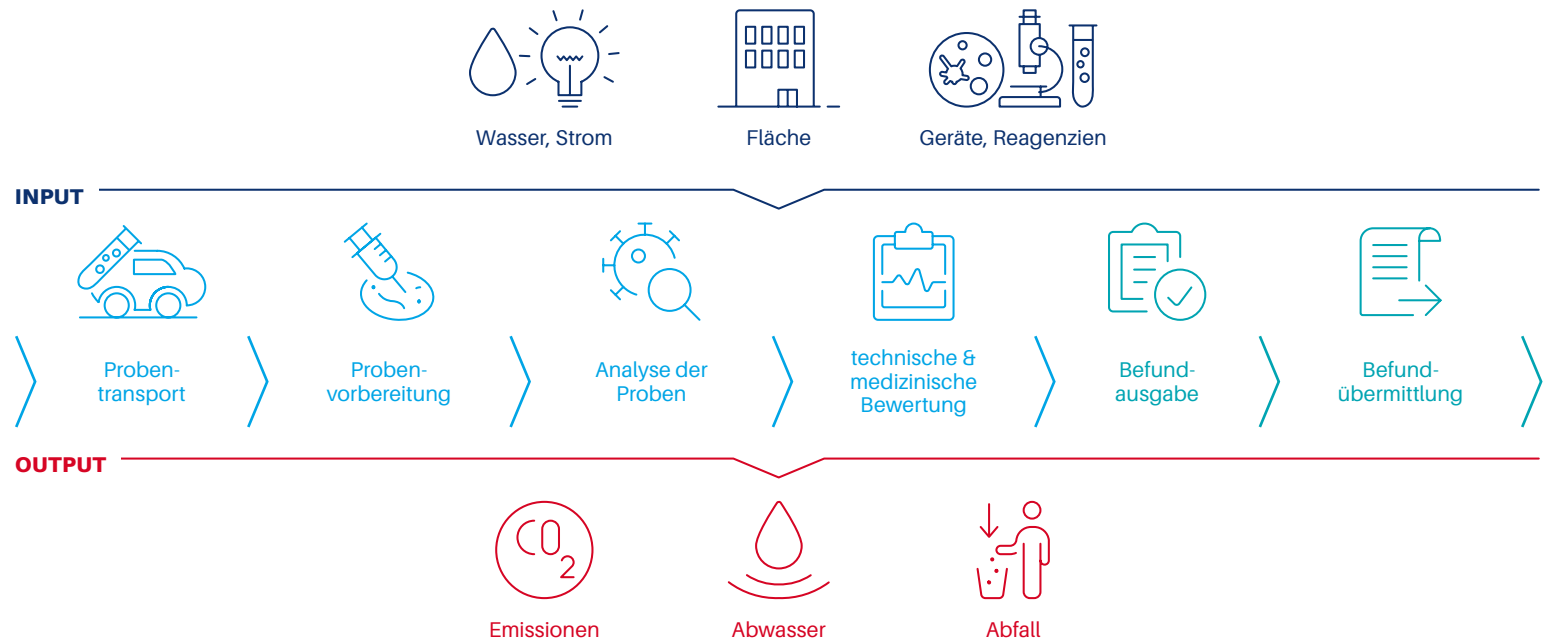 Wasser, Strom
Fläche
Geräte, Reagenzien
INPUT
Proben-
transport
Proben-
vorbereitung
Analyse der
Proben
technische &
medizinische
Bewertung
Befund-
ausgabe
Befund-
übermittlung
OUTPUT
CO2
Emissionen
Abwasser
Abfall